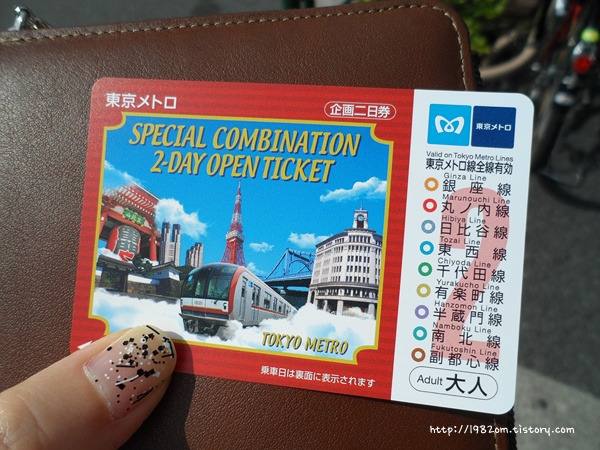 東京メトロ
企画二日券
SPECIAL COMBINATION
2-DAY OPEN TICKET
TOKYO METRO
乗車日は裏面に表示されます
東京メトロ
Valid on Tokyo Metro Lines
東京メトロ線全線有効
Ginza Line
銀座線
Marunouchi Line
丸ノ内線
Hibiya Line
日比谷線
Tozai Line
東西線
Chiyoda Line
千代田線
Yurakucho Line
有楽町線
Hanzomon Line
半蔵門線
Namboku Line
南北線
Fukutoshin Line
副都心線
2
Adult 大人
http://1982om.tistory.com